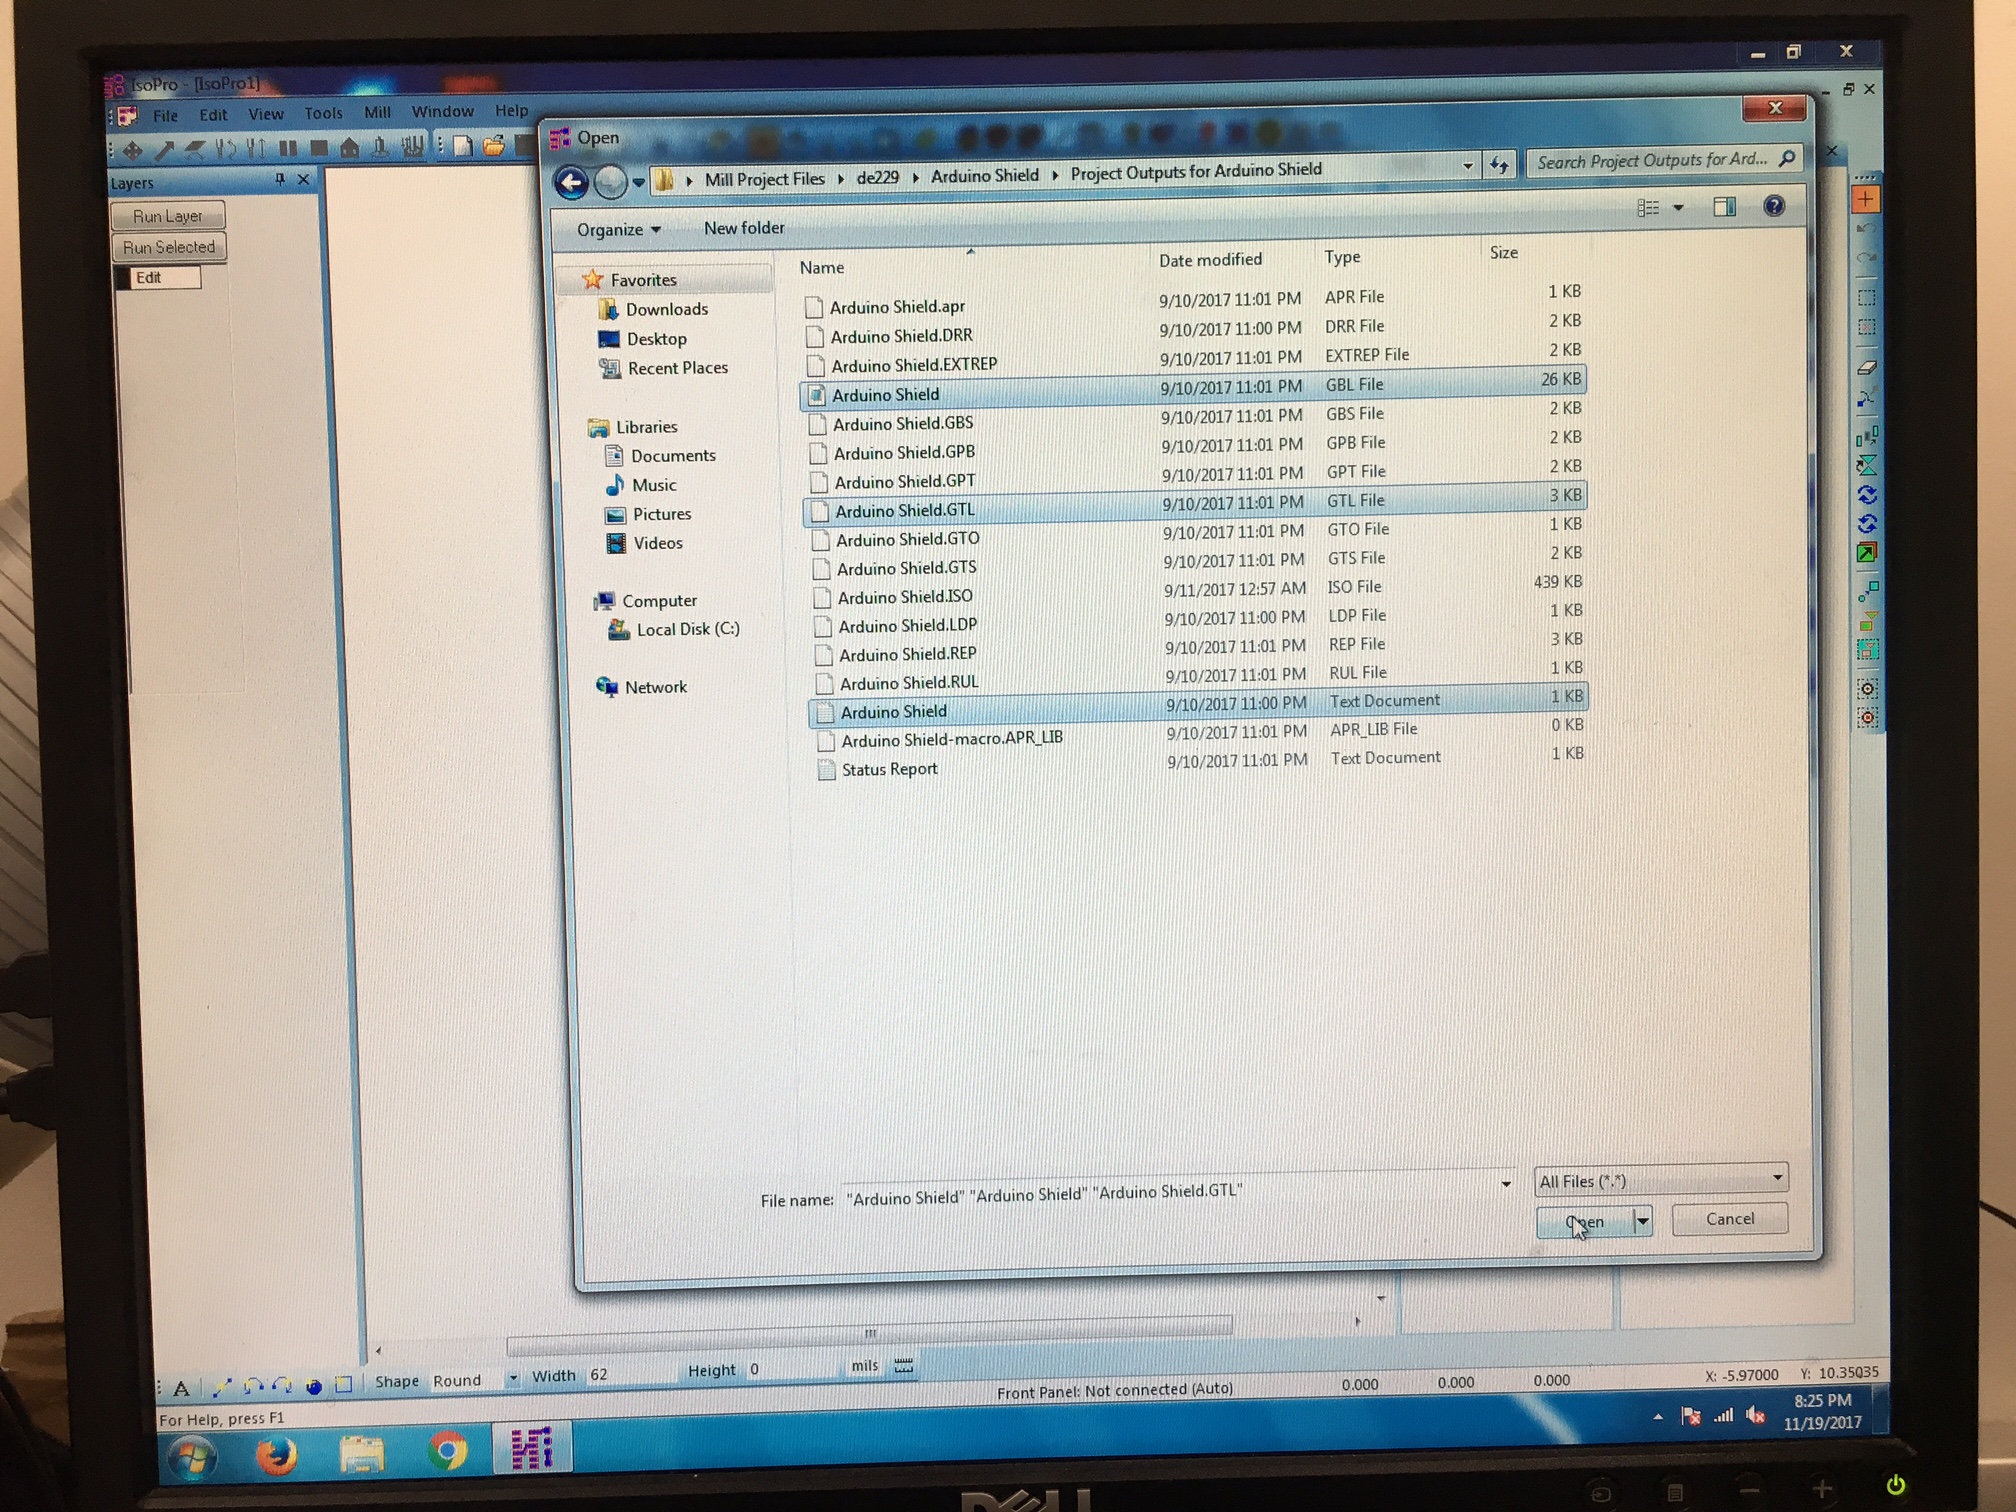 IsoPro - [IsoPro1]
File Edit View Tools Mill Window Help
Layers
Run Layer
Run Selected
Edit
Open
Mill Project Files de229 Arduino Shield Project Outputs for Arduino Shield
Search Project Outputs for Ard...
Organize New folder
Favorites
Downloads
Desktop
Recent Places
Libraries
Documents
Music
Pictures
Videos
Computer
Local Disk (C:)
Network
Name Date modified Type Size
Arduino Shield.apr 9/10/2017 11:01 PM APR File 1 KB
Arduino Shield.DRR 9/10/2017 11:00 PM DRR File 2 KB
Arduino Shield.EXTREP 9/10/2017 11:01 PM EXTREP File 2 KB
Arduino Shield 9/10/2017 11:01 PM GBL File 26 KB
Arduino Shield.GBS 9/10/2017 11:01 PM GBS File 2 KB
Arduino Shield.GPB 9/10/2017 11:01 PM GPB File 2 KB
Arduino Shield.GPT 9/10/2017 11:01 PM GPT File 2 KB
Arduino Shield.GTL 9/10/2017 11:01 PM GTL File 3 KB
Arduino Shield.GTO 9/10/2017 11:01 PM GTO File 1 KB
Arduino Shield.GTS 9/10/2017 11:01 PM GTS File 2 KB
Arduino Shield.ISO 9/11/2017 12:57 AM ISO File 439 KB
Arduino Shield.LDP 9/10/2017 11:00 PM LDP File 1 KB
Arduino Shield.REP 9/10/2017 11:01 PM REP File 3 KB
Arduino Shield.RUL 9/10/2017 11:01 PM RUL File 1 KB
Arduino Shield 9/10/2017 11:00 PM Text Document 1 KB
Arduino Shield-macro.APR_LIB 9/10/2017 11:01 PM APR_LIB File 0 KB
Status Report 9/10/2017 11:01 PM Text Document 1 KB
File name: "Arduino Shield" "Arduino Shield" "Arduino Shield.GTL"
All Files (*.*)
Open Cancel
A Shape Round Width 62 Height 0 mils
Front Panel: Not connected (Auto) 0.000 0.000 0.000 X: -5.97000 Y: 10.35035
For Help, press F1
8:25 PM
11/19/2017
DELL